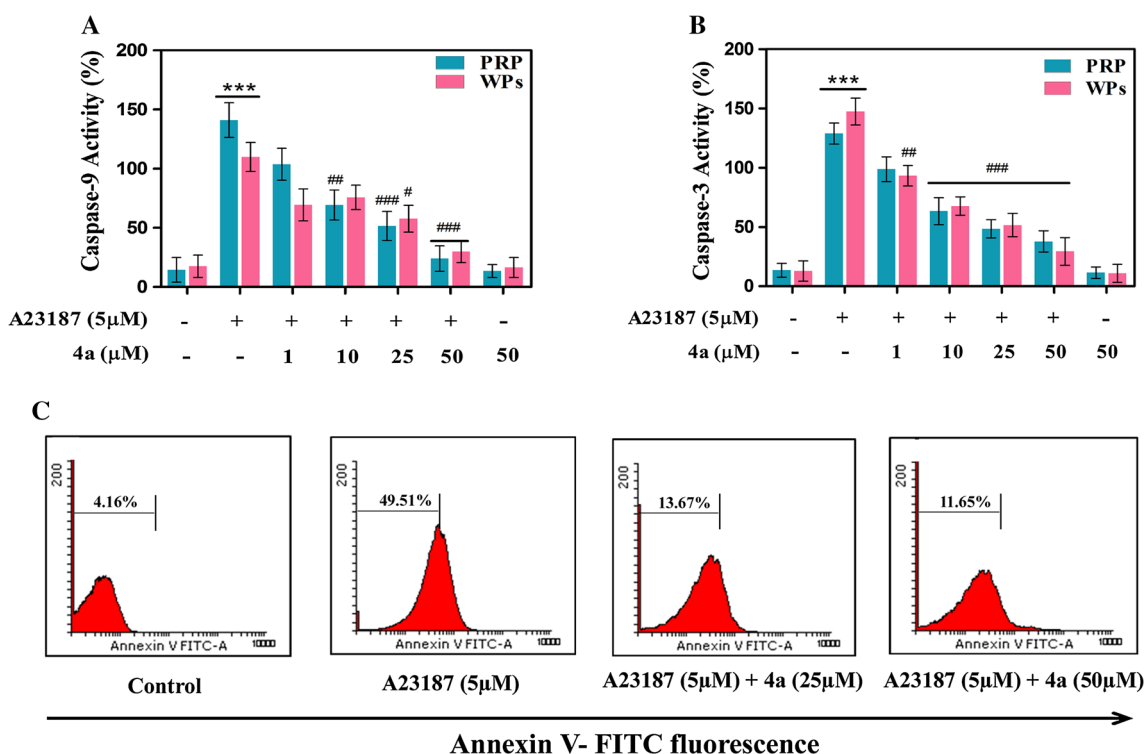 A
Caspase-9 Activity (%)
200
150
100
50
0
PRP
WPs
***
##
###
#
###
A23187 (5μM) - + + + + + -
4a (μM) - - 1 10 25 50 50
B
Caspase-3 Activity (%)
200
150
100
50
0
PRP
WPs
***
##
###
A23187 (5μM) - + + + + + -
4a (μM) - - 1 10 25 50 50
C
200
4.16%
Annexin V FITC-A
Control
200
49.51%
Annexin V FITC-A
A23187 (5μM)
200
13.67%
Annexin V FITC-A
A23187 (5μM) + 4a (25μM)
200
11.65%
Annexin V FITC-A
A23187 (5μM) + 4a (50μM)
Annexin V- FITC fluorescence